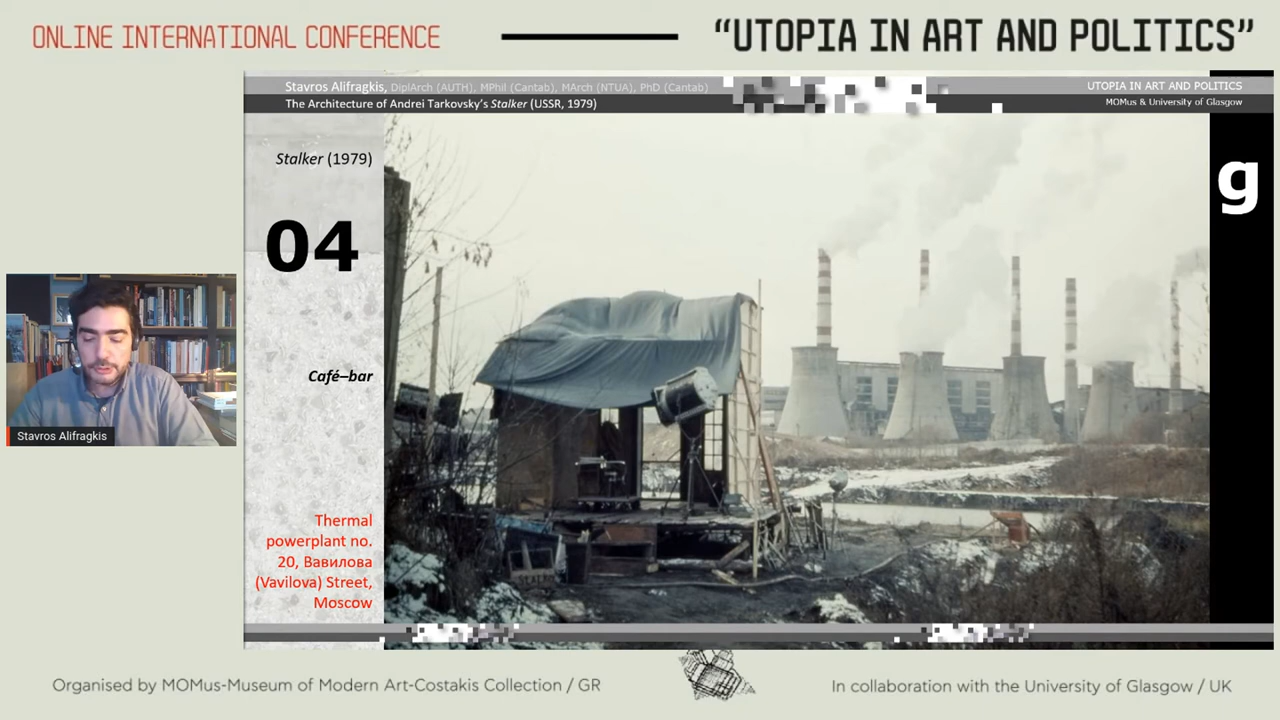 ONLINE INTERNATIONAL CONFERENCE
“UTOPIA IN ART AND POLITICS”
Stavros Alifragkis, DiplArch (AUTH), MPhil (Cantab), MArch (NTUA), PhD (Cantab)
UTOPIA IN ART AND POLITICS
The Architecture of Andrei Tarkovsky’s Stalker (USSR, 1979)
MOMus & University of Glasgow
Stalker (1979)
g
04
Café–bar
Stavros Alifragkis
Thermal
powerplant no.
20, Вавилова
(Vavilova) Street,
Moscow
STALKER
Organised by MOMus-Museum of Modern Art-Costakis Collection / GR
In collaboration with the University of Glasgow / UK